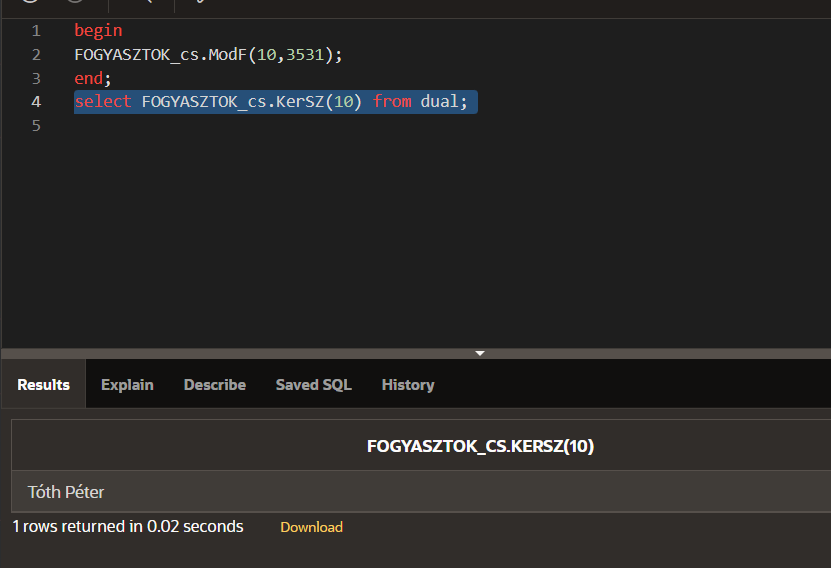 1 begin
2 FOGYASZTOK_cs.ModF(10,3531);
3 end;
4 select FOGYASZTOK_cs.KerSZ(10) from dual;
5
Results Explain Describe Saved SQL History
FOGYASZTOK_CS.KERSZ(10)
Tóth Péter
1 rows returned in 0.02 seconds Download